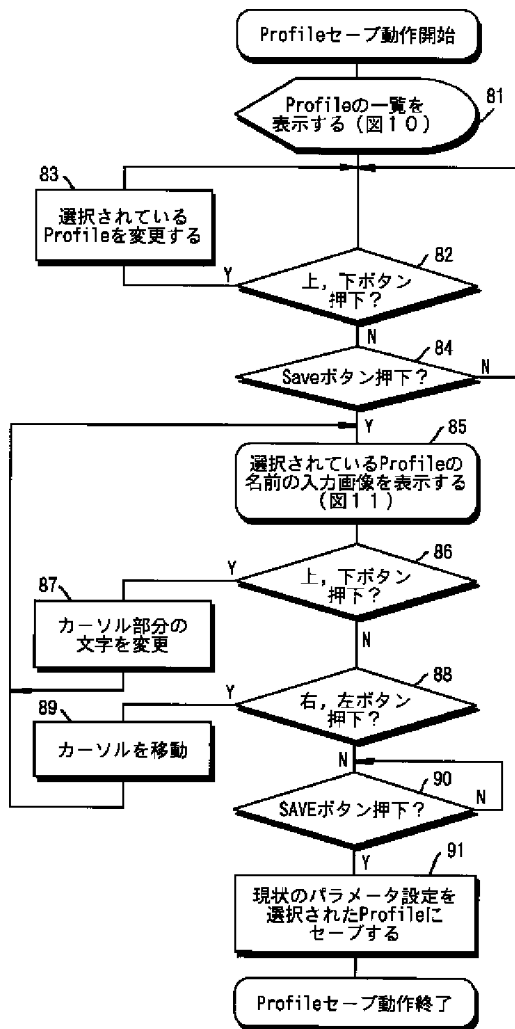 Profileセーブ動作開始
Profileの一覧を
表示する(図10)
81
83
選択されている
Profileを変更する
Y
82
上,下ボタン
押下?
N
84
Saveボタン押下?
N
Y
85
選択されているProfileの
名前の入力画像を表示する
(図11)
86
Y
上,下ボタン
押下?
87
カーソル部分の
文字を変更
N
88
Y
右,左ボタン
押下?
89
カーソルを移動
N
90
SAVEボタン押下?
N
Y
91
現状のパラメータ設定を
選択されたProfileに
セーブする
Profileセーブ動作終了